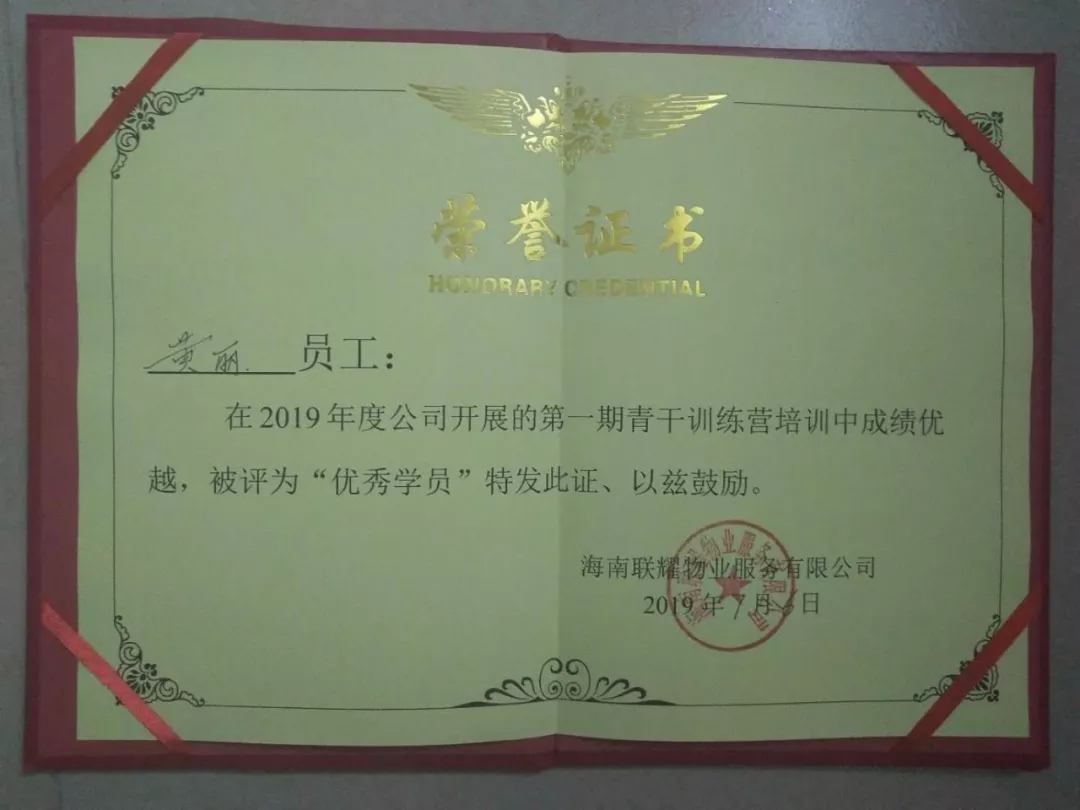 荣誉证书
HONORARY CREDENTIAL
黄丽 员工:
在2019年度公司开展的第一期青干训练营培训中成绩优
越,被评为“优秀学员”特发此证、以兹鼓励。
海南联耀物业服务有限公司
2019年7月 日